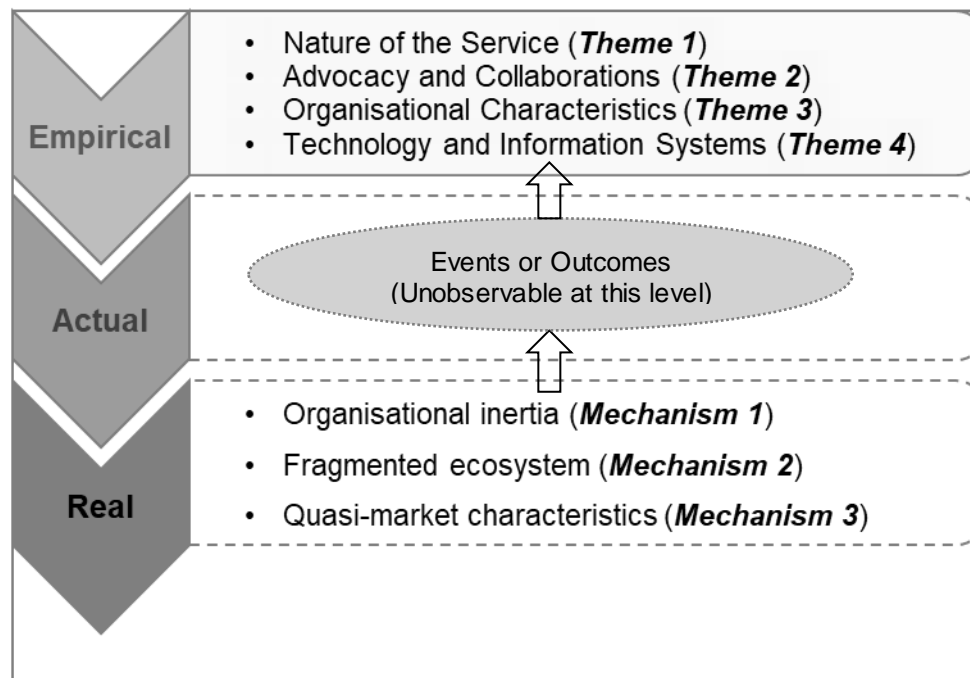 • Nature of the Service (Theme 1)
• Advocacy and Collaborations (Theme 2)
• Organisational Characteristics (Theme 3)
• Technology and Information Systems (Theme 4)
Empirical
Events or Outcomes
(Unobservable at this level)
Actual
• Organisational inertia (Mechanism 1)
• Fragmented ecosystem (Mechanism 2)
• Quasi-market characteristics (Mechanism 3)
Real